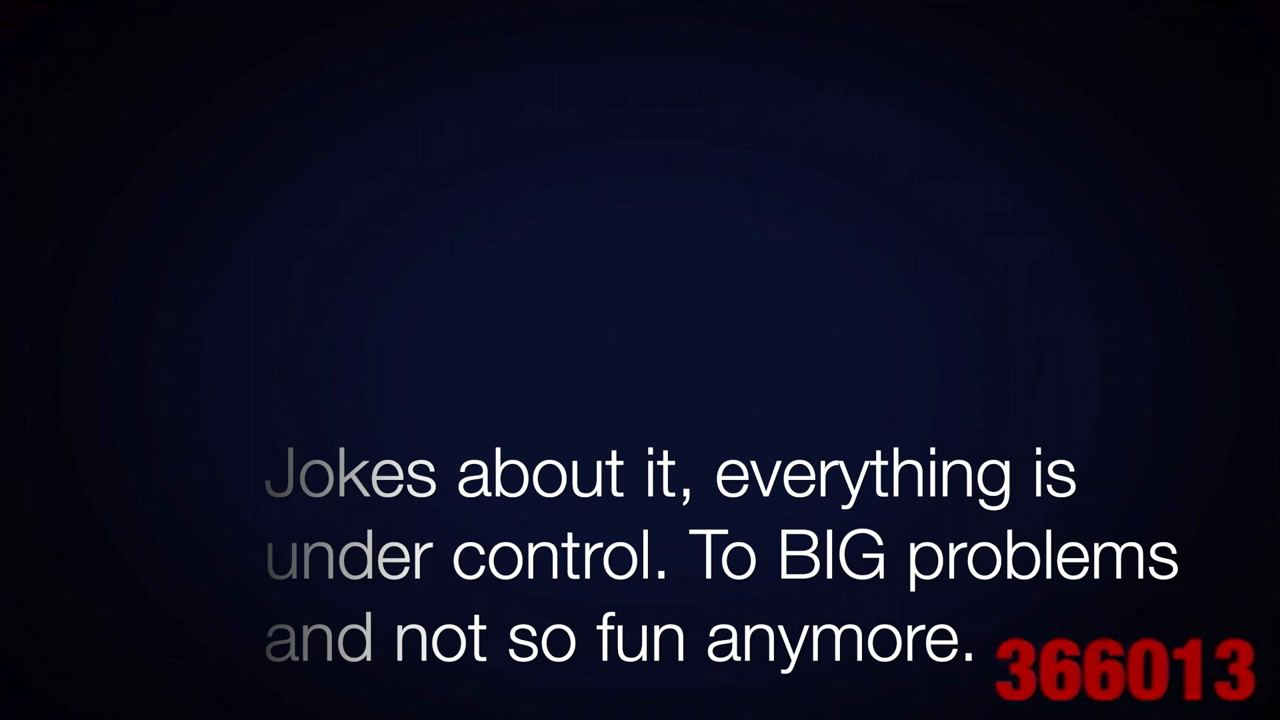 Jokes about it, everything is
under control. To BIG problems
and not so fun anymore.
366013